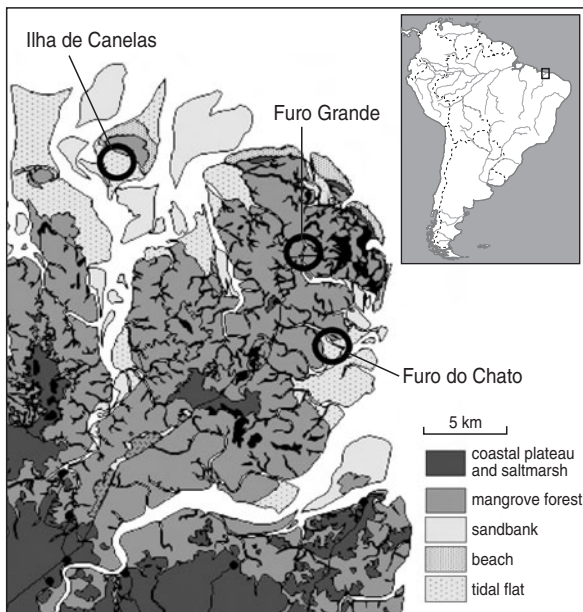 Ilha de Canelas
Furo Grande
Furo do Chato
5 km
coastal plateau
and saltmarsh
mangrove forest
sandbank
beach
tidal flat